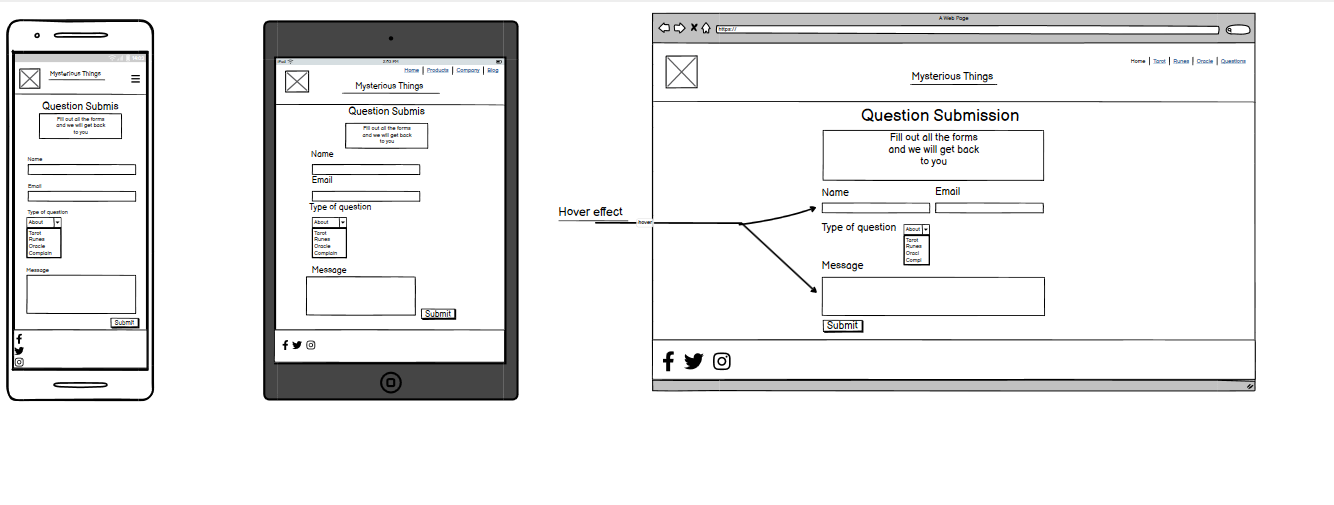 Mysterious Things
Question Submis
Fill out all the forms
and we will get back
to you
Name
Email
Type of question
About
Tarot
Runes
Oracle
Complain
Message
Submit
iPad
2:52 PM
Home Products Company Blog
Mysterious Things
Question Submis
Fill out all the forms
and we will get back
to you
Name
Email
Type of question
About
Tarot
Runes
Oracle
Complain
Message
Submit
Hover effect
hover
A Web Page
https://
Home Tarot Runes Oracle Questions
Mysterious Things
Question Submission
Fill out all the forms
and we will get back
to you
Name Email
Type of question About
Tarot
Runes
Oracl
Compl
Message
Submit